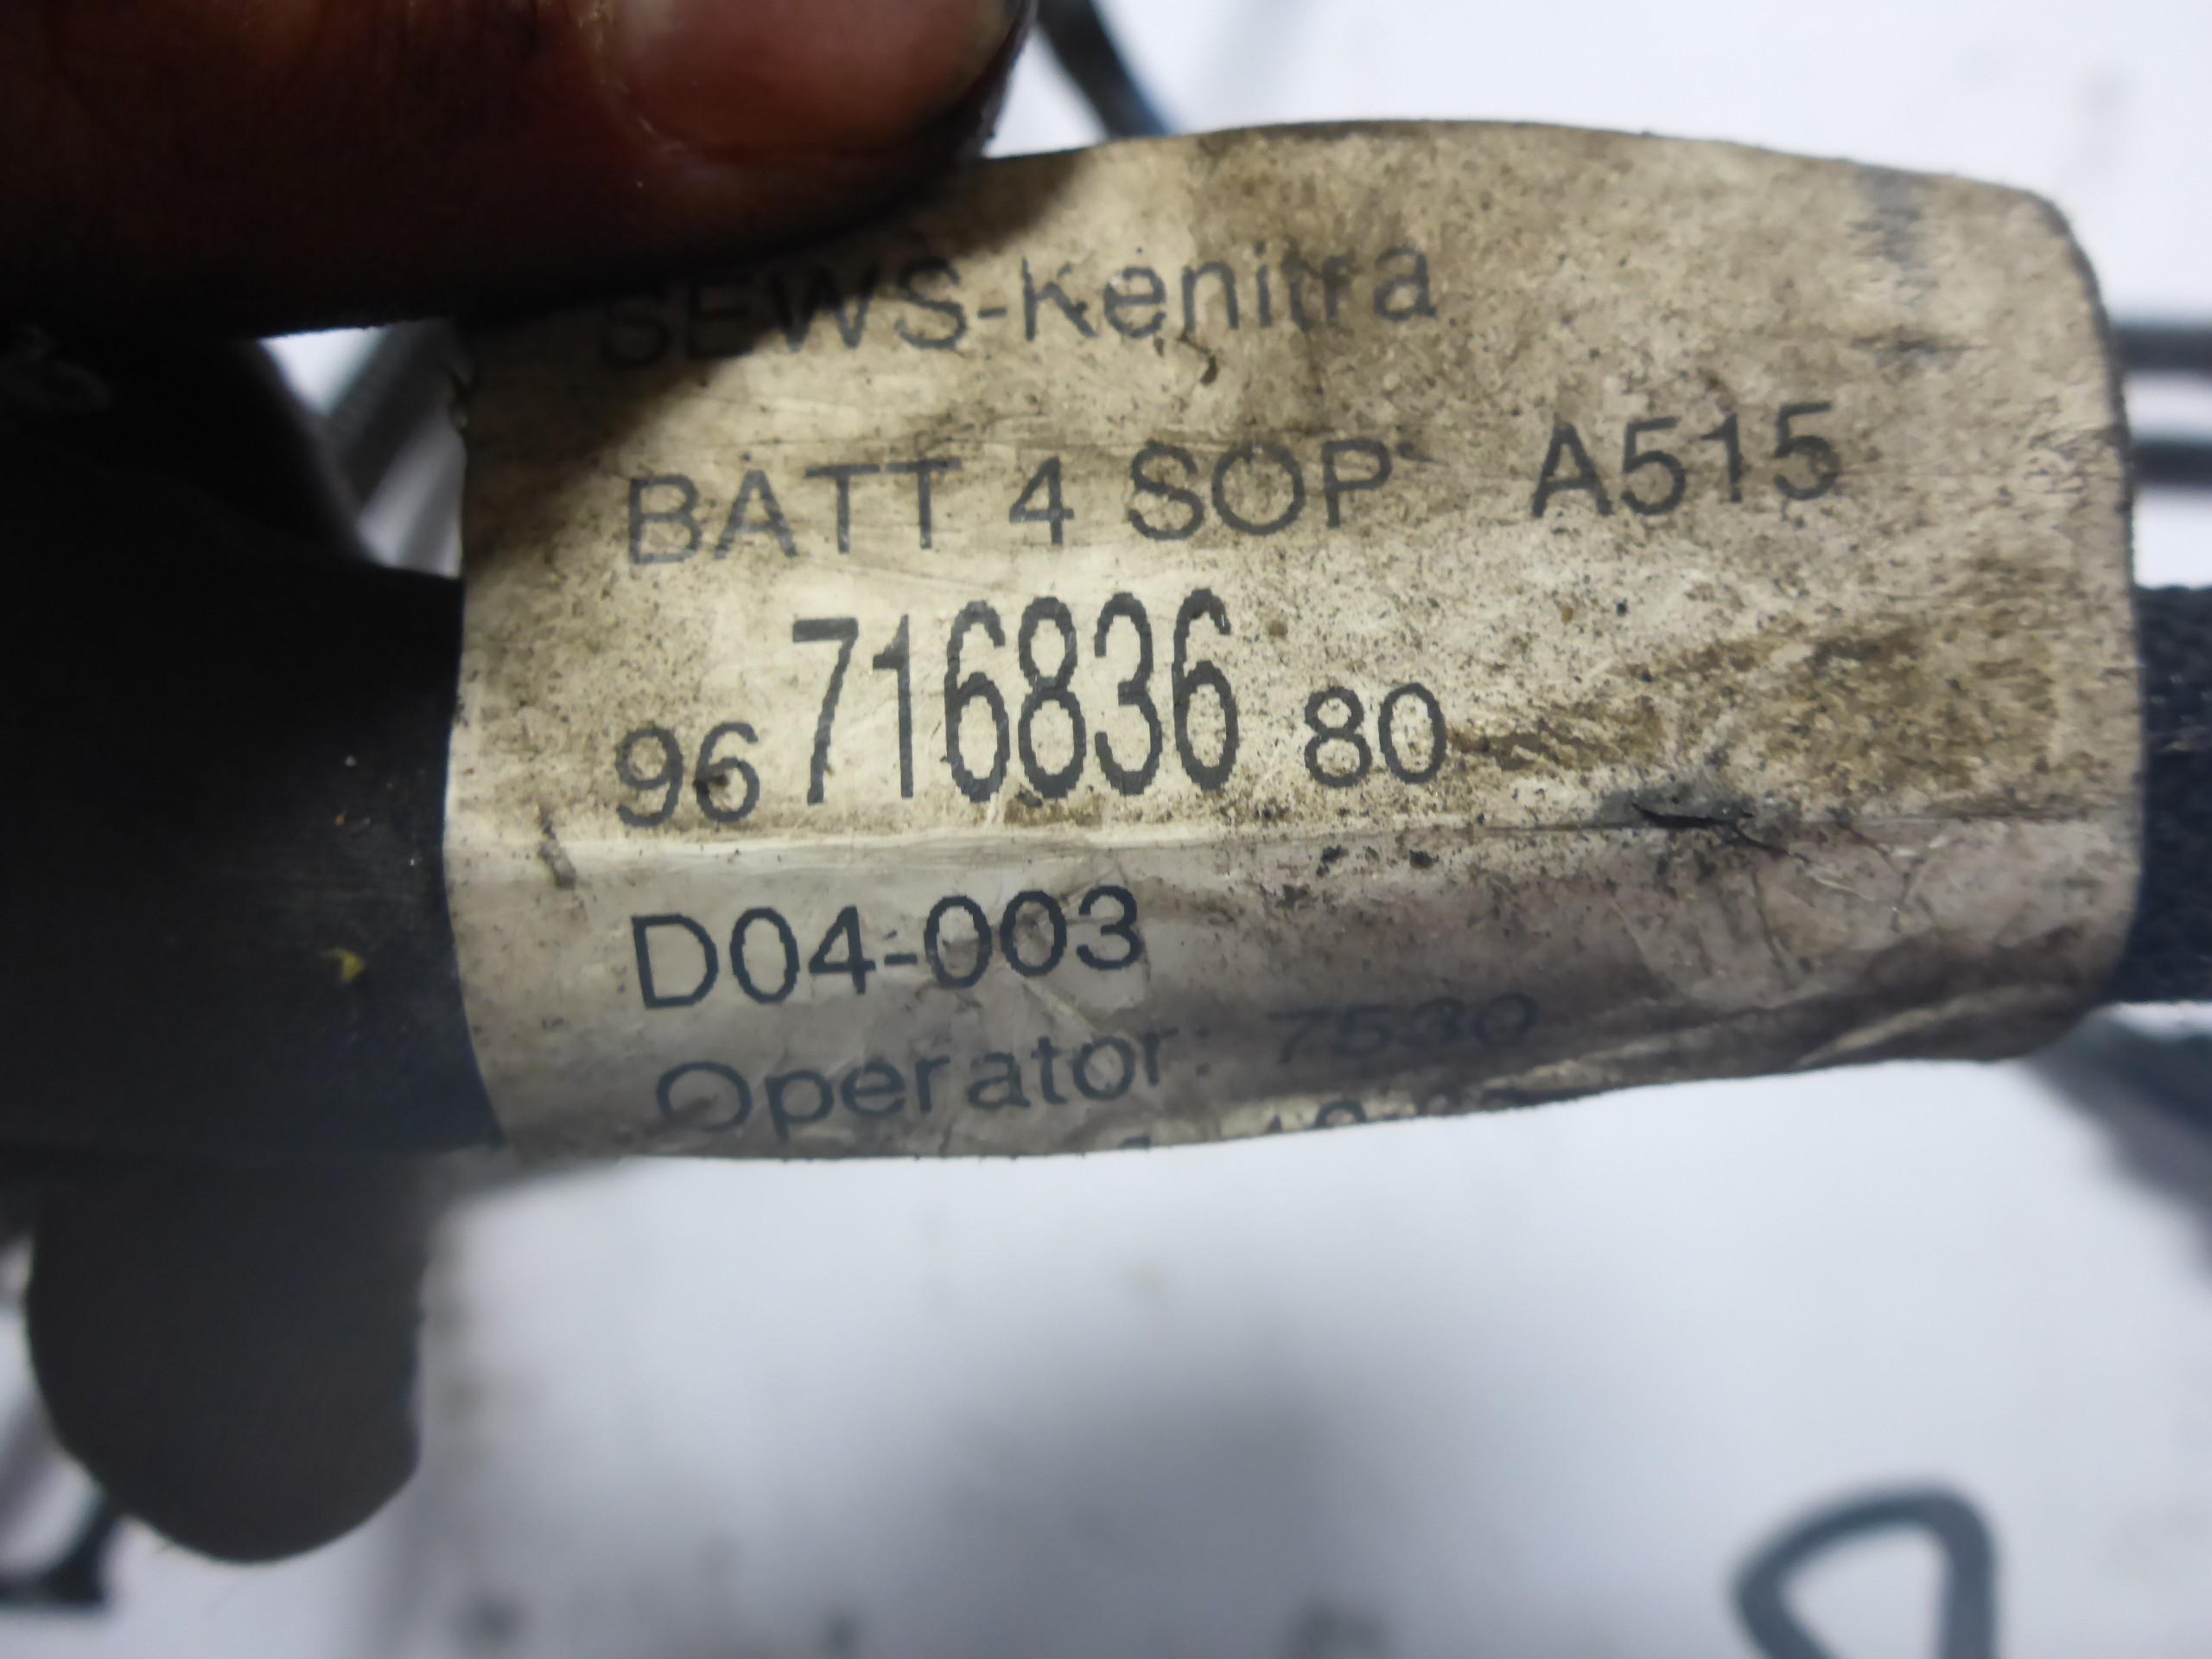 SEWS-Kenitra
BATT 4 SOP A515
96 716836 80
D04-003
Operator: 7530